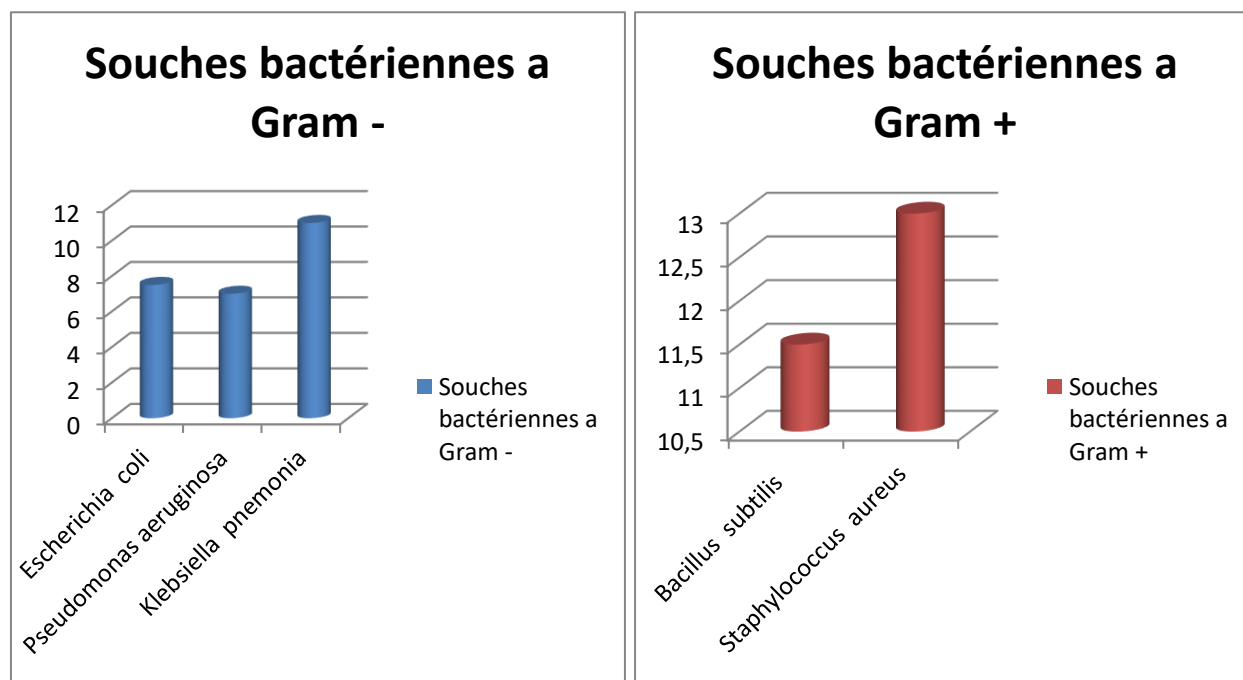 Souches bactériennes a
Gram -
12
10
8
6
4
2
0
Escherichia coli
Pseudomonas aeruginosa
Klebsiella pnemonia
Souches
bactériennes a
Gram -
Souches bactériennes a
Gram +
13
12,5
12
11,5
11
10,5
Bacillus subtilis
Staphylococcus aureus
Souches
bactériennes a
Gram +